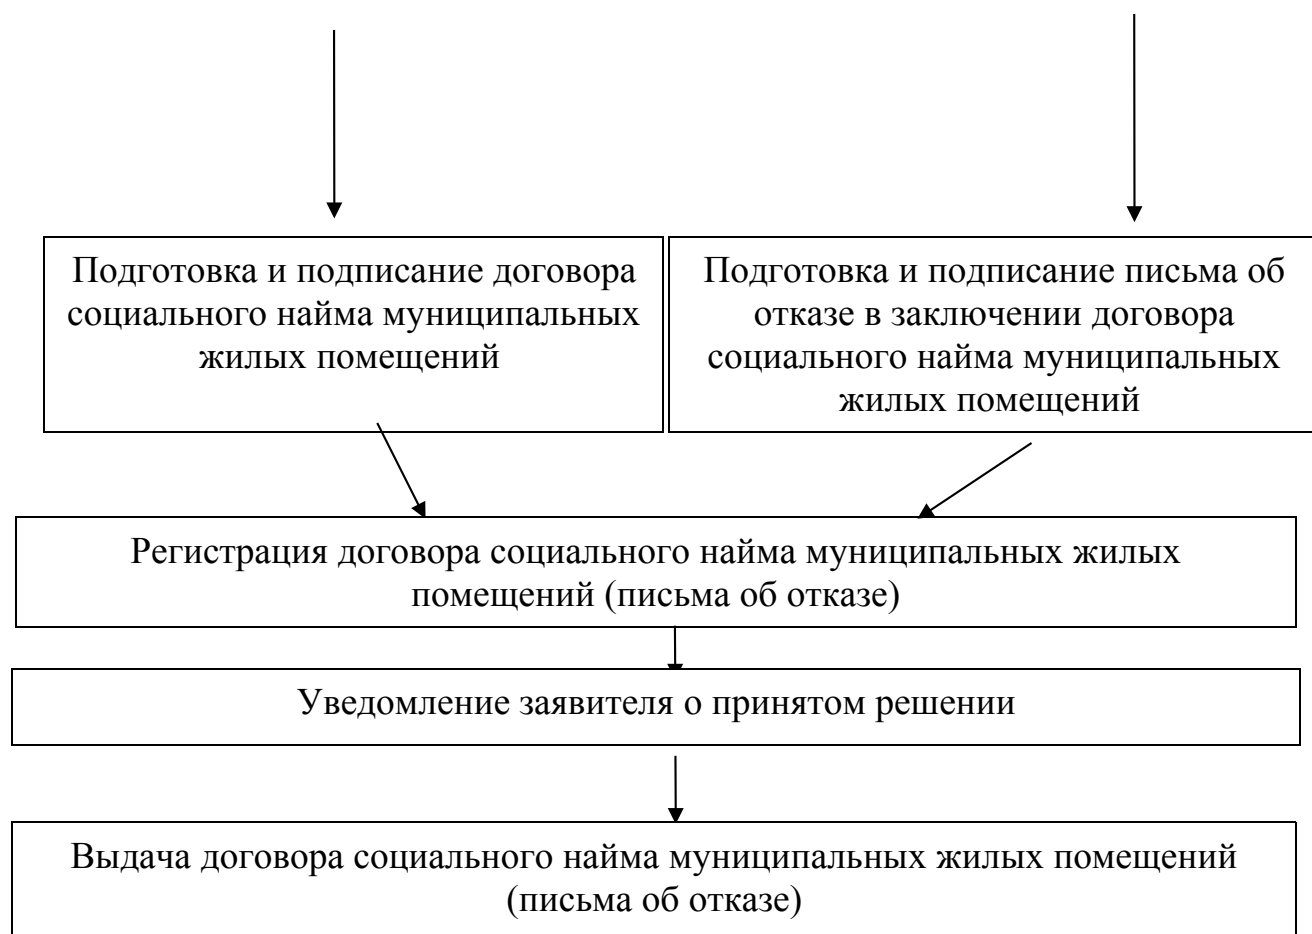 Подготовка и подписание договора
социального найма муниципальных
жилых помещений
Подготовка и подписание письма об
отказе в заключении договора
социального найма муниципальных
жилых помещений
Регистрация договора социального найма муниципальных жилых
помещений (письма об отказе)
Уведомление заявителя о принятом решении
Выдача договора социального найма муниципальных жилых помещений
(письма об отказе)